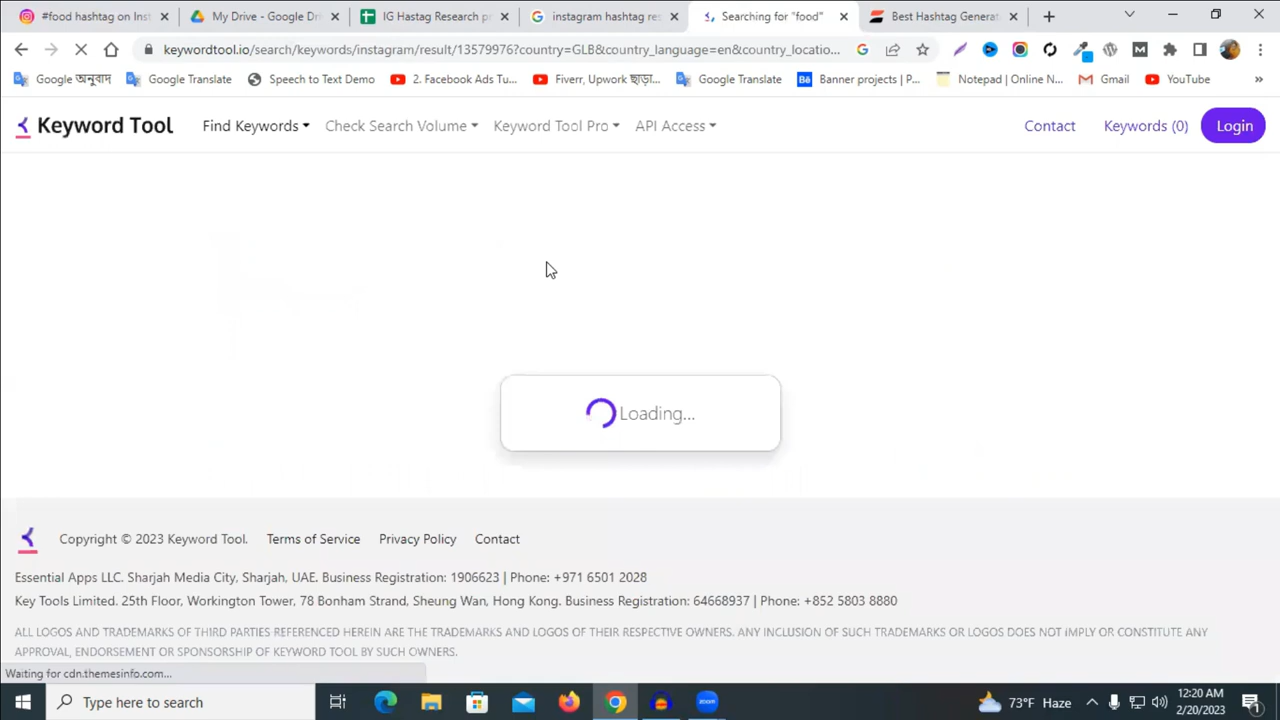 #food hashtag on Inst
My Drive - Google Dri
IG Hastag Research pr
instagram hashtag res
Searching for "food"
Best Hashtag Generat
keywordtool.io/search/keywords/instagram/result/13579976?country=GLB&country_language=en&country_locatio...
Google অনুবাদ
Google Translate
Speech to Text Demo
2. Facebook Ads Tu...
Fiverr, Upwork ছাড়া...
Google Translate
Banner projects | P...
Notepad | Online N...
Gmail
YouTube
Keyword Tool
Find Keywords
Check Search Volume
Keyword Tool Pro
API Access
Contact
Keywords (0)
Login
Loading...
Copyright © 2023 Keyword Tool.
Terms of Service
Privacy Policy
Contact
Essential Apps LLC. Sharjah Media City, Sharjah, UAE. Business Registration: 1906623 | Phone: +971 6501 2028
Key Tools Limited. 25th Floor, Workington Tower, 78 Bonham Strand, Sheung Wan, Hong Kong. Business Registration: 64668937 | Phone: +852 5803 8880
ALL LOGOS AND TRADEMARKS OF THIRD PARTIES REFERENCED HEREIN ARE THE TRADEMARKS AND LOGOS OF THEIR RESPECTIVE OWNERS. ANY INCLUSION OF SUCH TRADEMARKS OR LOGOS DOES NOT IMPLY OR CONSTITUTE ANY
APPROVAL, ENDORSEMENT OR SPONSORSHIP OF KEYWORD TOOL BY SUCH OWNERS.
Waiting for cdn.themesinfo.com...
Type here to search
zoom
73°F Haze
12:20 AM
2/20/2023
1